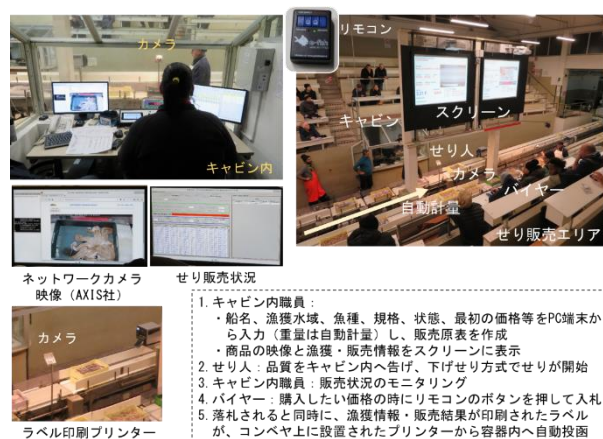 カメラ
キャビン内
リモコン
スクリーン
キャビン
せり人
カメラ
バイヤー
自動計量
せり販売エリア
ネットワークカメラ
映像（AXIS社）
せり販売状況
カメラ
ラベル印刷プリンター
1. キャビン内職員：
・船名、漁獲水域、魚種、規格、状態、最初の価格等をPC端末か
ら入力（重量は自動計量）し、販売原表を作成
・商品の映像と漁獲・販売情報をスクリーンに表示
2. せり人：品質をキャビン内へ告げ、下げせり方式でせりが開始
3. キャビン内職員：販売状況のモニタリング
4. バイヤー：購入したい価格の時にリモコンのボタンを押して入札
5. 落札されると同時に、漁獲情報・販売結果が印刷されたラベル
が、コンベヤ上に設置されたプリンターから容器内へ自動投函